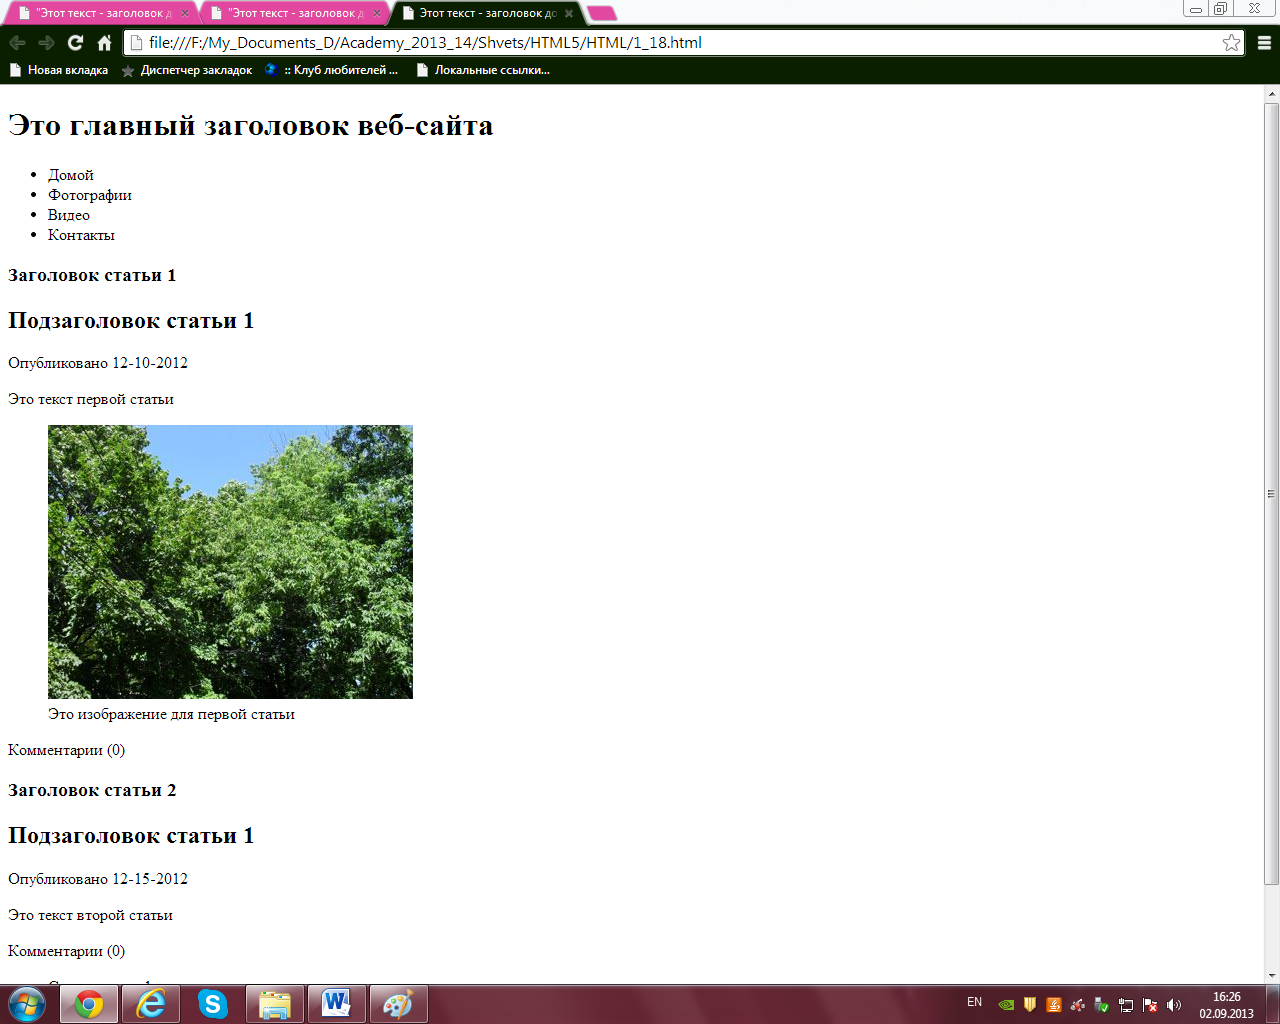 "Этот текст - заголовок д
"Этот текст - заголовок д
Этот текст - заголовок до
file:///F:/My_Documents_D/Academy_2013_14/Shvets/HTML5/HTML/1_18.html
Новая вкладка
Диспетчер закладок
:: Клуб любителей ...
Локальные ссылки...
Это главный заголовок веб-сайта
Домой
Фотографии
Видео
Контакты
Заголовок статьи 1
Подзаголовок статьи 1
Опубликовано 12-10-2012
Это текст первой статьи
Это изображение для первой статьи
Комментарии (0)
Заголовок статьи 2
Подзаголовок статьи 1
Опубликовано 12-15-2012
Это текст второй статьи
Комментарии (0)
EN
16:26
02.09.2013